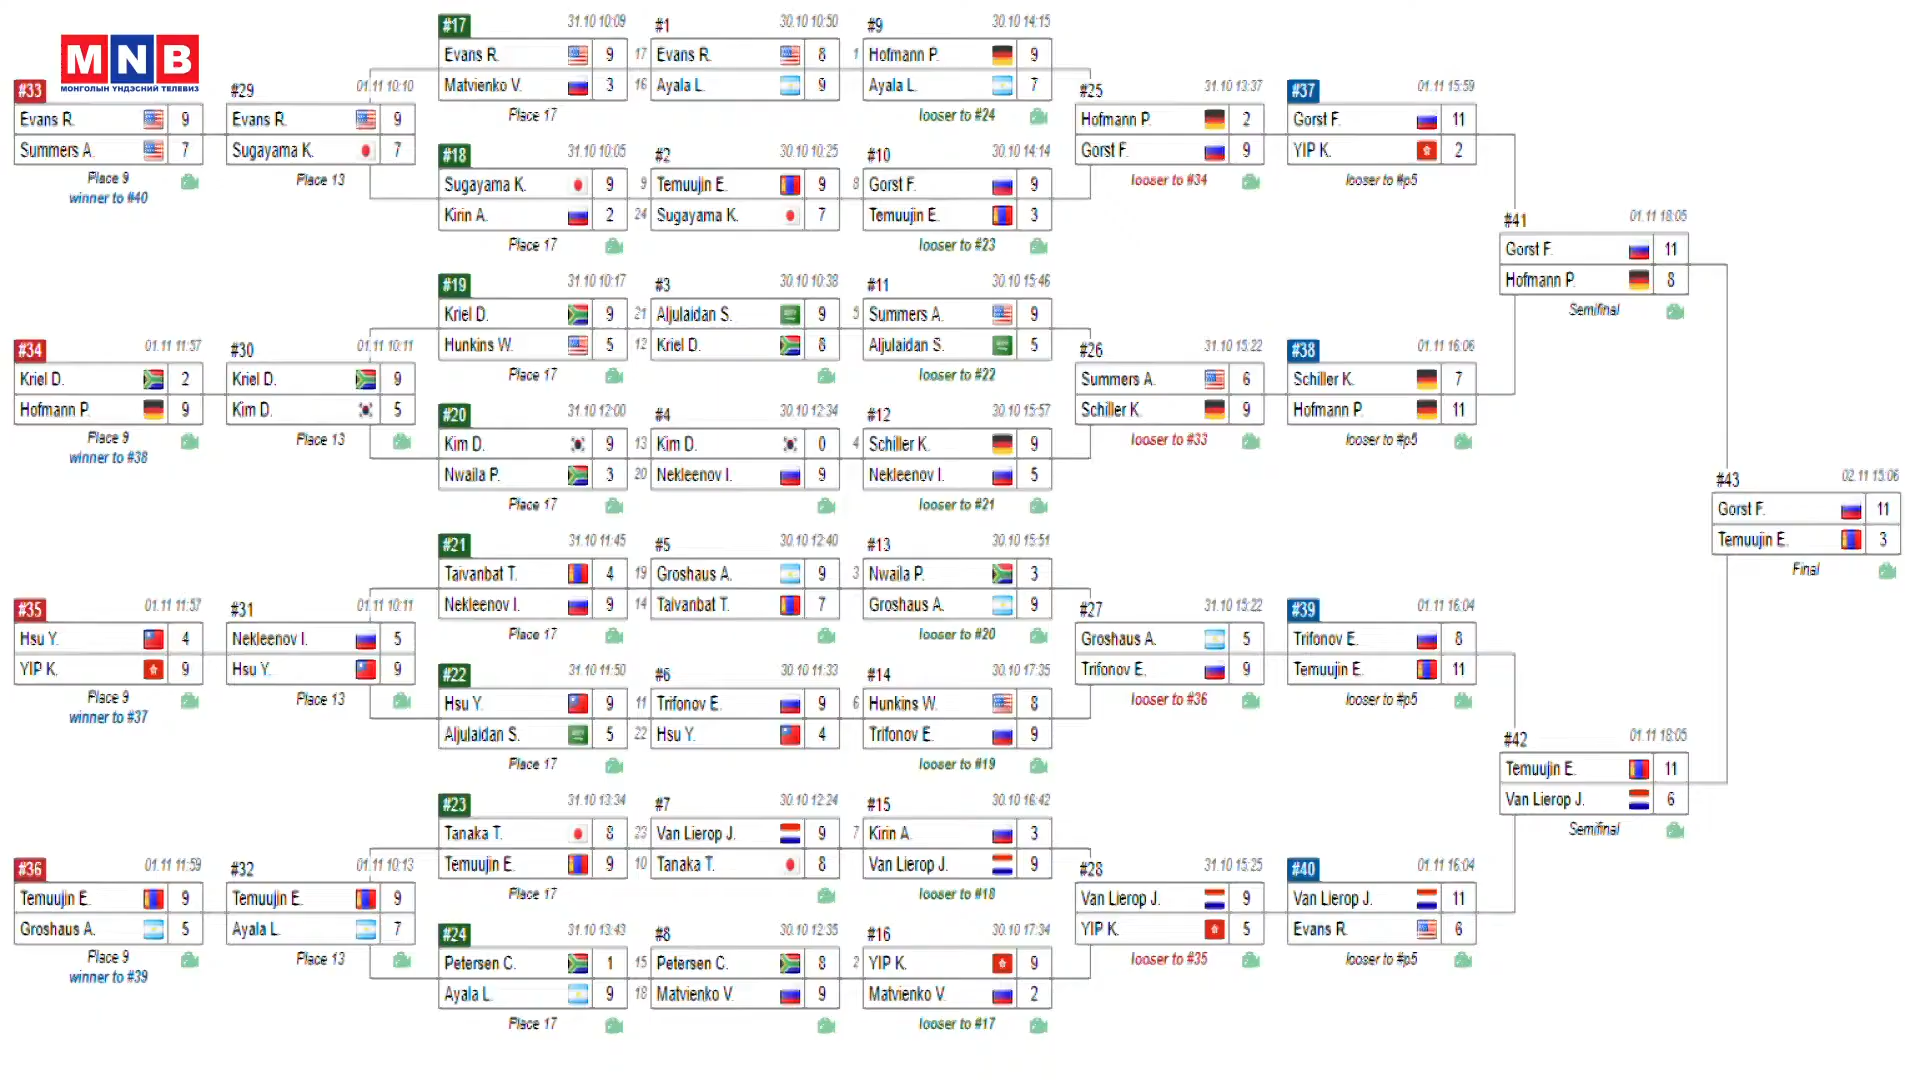 MNB
МОНГОЛЫН ҮНДЭСНИЙ ТЕЛЕВИЗ
#33
Evans R. 9
Summers A. 7
Place 9
winner to #40
#34 01.11 11:57
Kriel D. 2
Hofmann P. 9
Place 9
winner to #38
#35 01.11 11:57
Hsu Y. 4
YIP K. 9
Place 9
winner to #37
#36 01.11 11:59
Temuujin E. 9
Groshaus A. 5
Place 9
winner to #39
#29 01.11 10:10
Evans R. 9
Sugayama K. 7
Place 13
#30 01.11 10:11
Kriel D. 9
Kim D. 5
Place 13
#31 01.11 10:11
Nekleenov I. 5
Hsu Y. 9
Place 13
#32 01.11 10:13
Temuujin E. 9
Ayala L. 7
Place 13
#17 31.10 10:09
Evans R. 9
Matvienko V. 3
Place 17
#18 31.10 10:05
Sugayama K. 9
Kirin A. 2
Place 17
#19 31.10 10:17
Kriel D. 9
Hunkins W. 5
Place 17
#20 31.10 12:00
Kim D. 9
Nwaila P. 3
Place 17
#21 31.10 11:45
Taivanbat T. 4
Nekleenov I. 9
Place 17
#22 31.10 11:50
Hsu Y. 9
Aljulaidan S. 5
Place 17
#23 31.10 13:34
Tanaka T. 8
Temuujin E. 9
Place 17
#24 31.10 13:43
Petersen C. 1
Ayala L. 9
Place 17
#1 30.10 10:50
17 Evans R. 8
16 Ayala L. 9
#2 30.10 10:25
9 Temuujin E. 9
24 Sugayama K. 7
#3 30.10 10:38
21 Aljulaidan S. 9
12 Kriel D. 8
#4 30.10 12:34
13 Kim D. 0
20 Nekleenov I. 9
#5 30.10 12:40
19 Groshaus A. 9
14 Taivanbat T. 7
#6 30.10 11:33
11 Trifonov E. 9
22 Hsu Y. 4
#7 30.10 12:24
23 Van Lierop J. 9
10 Tanaka T. 8
#8 30.10 12:35
15 Petersen C. 8
18 Matvienko V. 9
#9 30.10 14:15
1 Hofmann P. 9
Ayala L. 7
looser to #24
#10 30.10 14:14
8 Gorst F. 9
Temuujin E. 3
looser to #23
#11 30.10 15:46
5 Summers A. 9
Aljulaidan S. 5
looser to #22
#12 30.10 15:57
4 Schiller K. 9
Nekleenov I. 5
looser to #21
#13 30.10 15:51
3 Nwaila P. 3
Groshaus A. 9
looser to #20
#14 30.10 17:35
6 Hunkins W. 8
Trifonov E. 9
looser to #19
#15 30.10 16:42
7 Kirin A. 3
Van Lierop J. 9
looser to #18
#16 30.10 17:34
2 YIP K. 9
Matvienko V. 2
looser to #17
#25 31.10 13:37
Hofmann P. 2
Gorst F. 9
looser to #34
#26 31.10 15:22
Summers A. 6
Schiller K. 9
looser to #33
#27 31.10 15:22
Groshaus A. 5
Trifonov E. 9
looser to #36
#28 31.10 15:25
Van Lierop J. 9
YIP K. 5
looser to #35
#37 01.11 15:59
Gorst F. 11
YIP K. 2
looser to #p5
#38 01.11 16:06
Schiller K. 7
Hofmann P. 11
looser to #p5
#39 01.11 16:04
Trifonov E. 8
Temuujin E. 11
looser to #p5
#40 01.11 16:04
Van Lierop J. 11
Evans R. 6
looser to #p5
#41 01.11 18:05
Gorst F. 11
Hofmann P. 8
Semifinal
#42 01.11 18:05
Temuujin E. 11
Van Lierop J. 6
Semifinal
#43 02.11 15:06
Gorst F. 11
Temuujin E. 3
Final